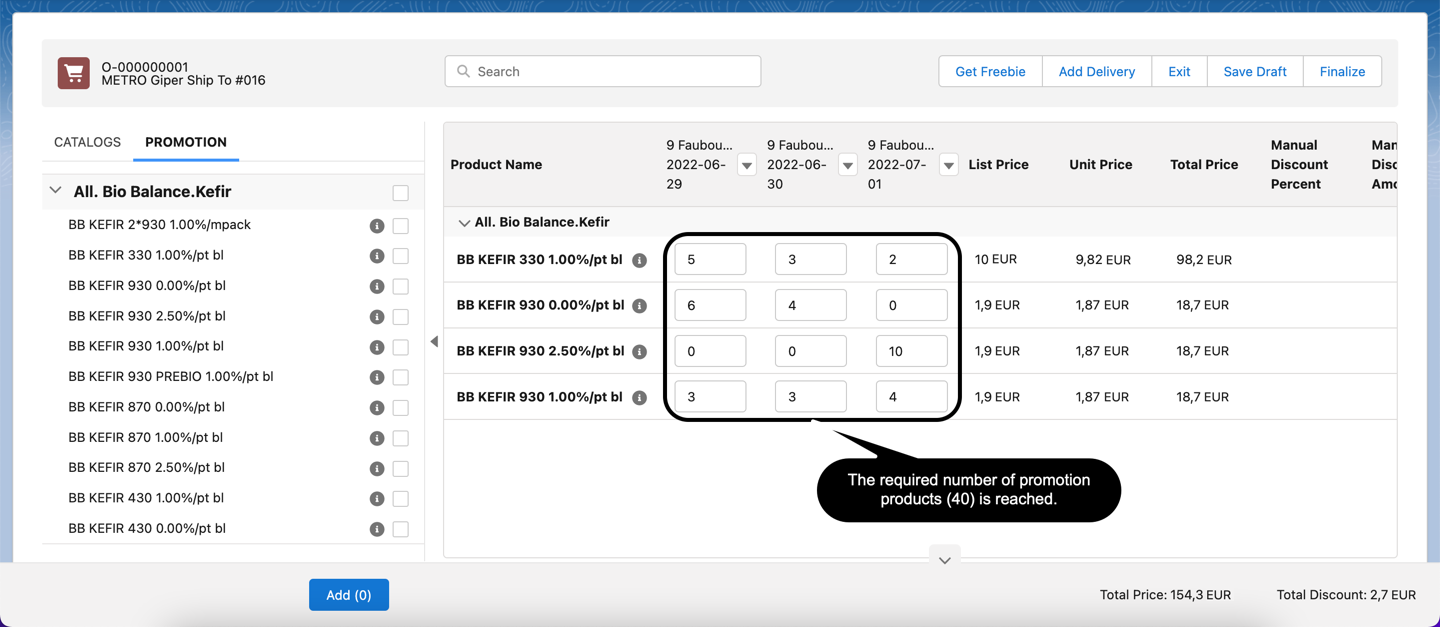 O-000000001
METRO Giper Ship To #016
Search
Get Freebie
Add Delivery
Exit
Save Draft
Finalize
CATALOGS
PROMOTION
All. Bio Balance.Kefir
BB KEFIR 2*930 1.00%/mpack
BB KEFIR 330 1.00%/pt bl
BB KEFIR 930 0.00%/pt bl
BB KEFIR 930 2.50%/pt bl
BB KEFIR 930 1.00%/pt bl
BB KEFIR 930 PREBIO 1.00%/pt bl
BB KEFIR 870 0.00%/pt bl
BB KEFIR 870 1.00%/pt bl
BB KEFIR 870 2.50%/pt bl
BB KEFIR 430 1.00%/pt bl
BB KEFIR 430 0.00%/pt bl
Product Name
9 Faubou...
2022-06-
29
9 Faubou...
2022-06-
30
9 Faubou...
2022-07-
01
List Price
Unit Price
Total Price
Manual
Discount
Percent
Man
Disc
Amo
All. Bio Balance.Kefir
BB KEFIR 330 1.00%/pt bl 5 3 2 10 EUR 9,82 EUR 98,2 EUR
BB KEFIR 930 0.00%/pt bl 6 4 0 1,9 EUR 1,87 EUR 18,7 EUR
BB KEFIR 930 2.50%/pt bl 0 0 10 1,9 EUR 1,87 EUR 18,7 EUR
BB KEFIR 930 1.00%/pt bl 3 3 4 1,9 EUR 1,87 EUR 18,7 EUR
The required number of promotion
products (40) is reached.
Add (0)
Total Price: 154,3 EUR
Total Discount: 2,7 EUR